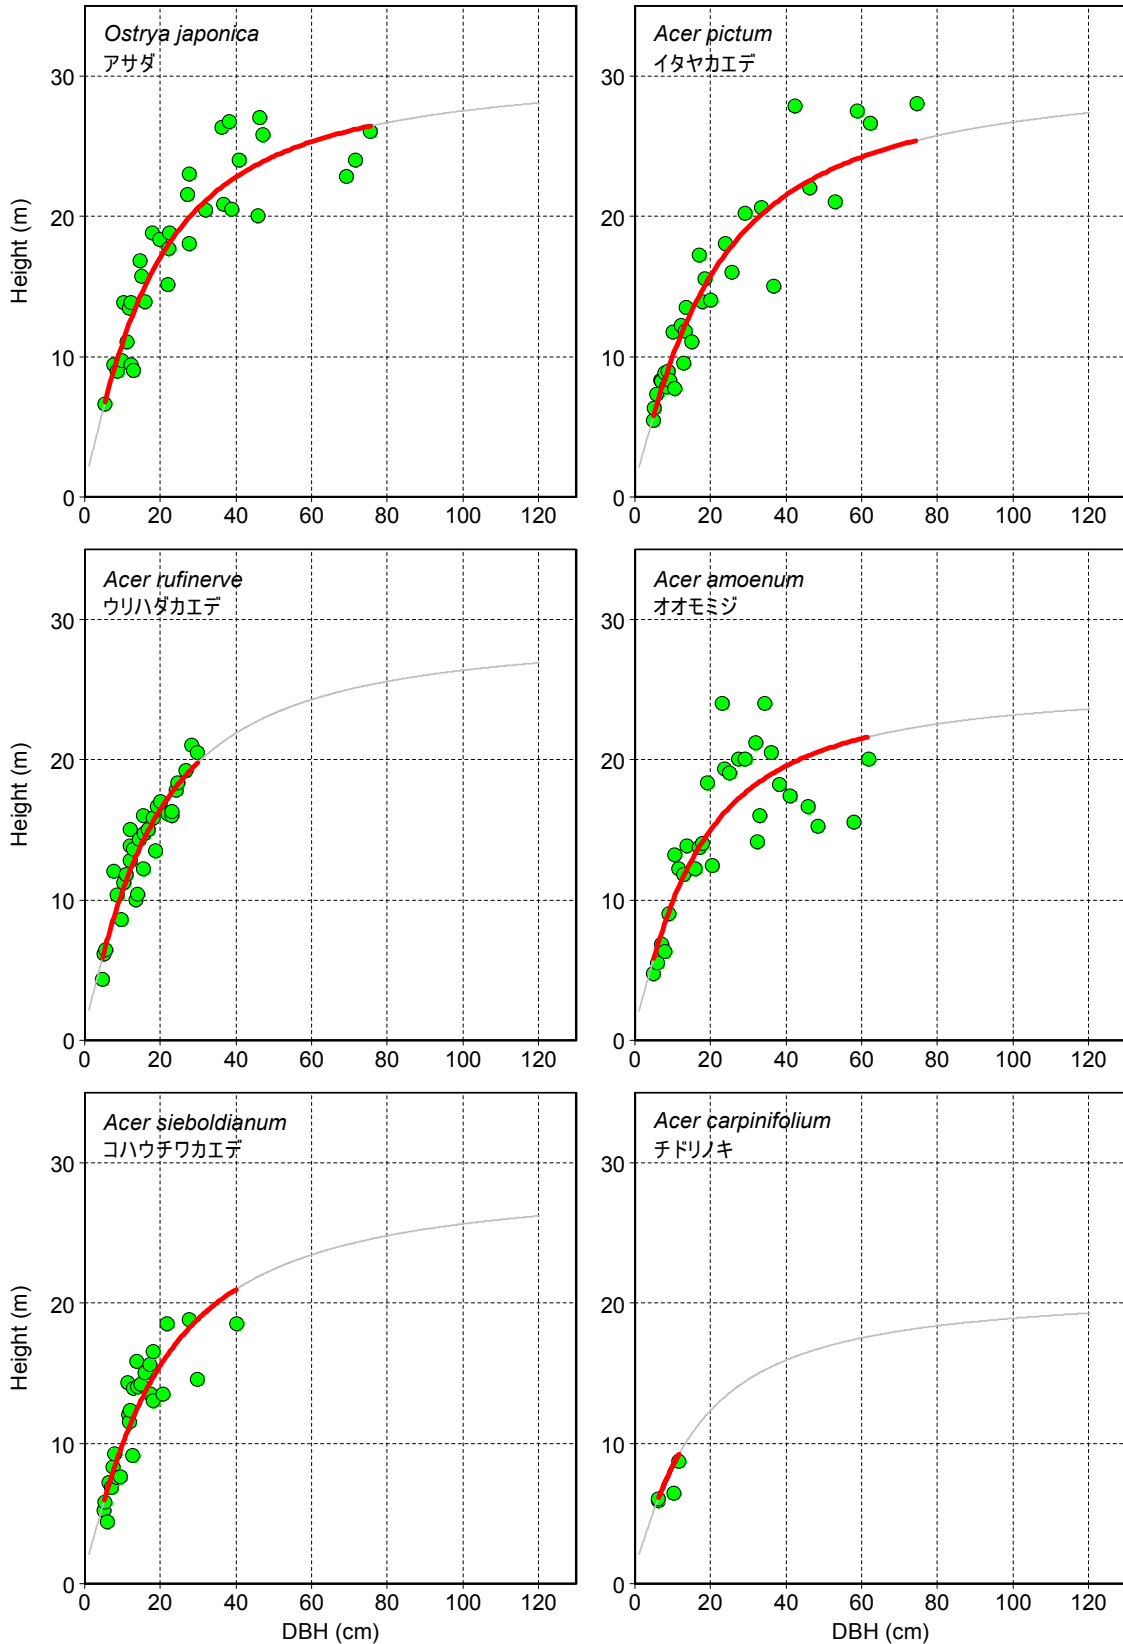 Ostrya japonica
アサダ
Height (m)
30
20
10
0
0 20 40 60 80 100 120
Acer pictum
イタヤカエデ
30
20
10
0
0 20 40 60 80 100 120
Acer rufinerve
ウリハダカエデ
Height (m)
30
20
10
0
0 20 40 60 80 100 120
Acer amoenum
オオモミジ
30
20
10
0
0 20 40 60 80 100 120
Acer sieboldianum
コハウチワカエデ
Height (m)
30
20
10
0
0 20 40 60 80 100 120
DBH (cm)
Acer carpinifolium
チドリノキ
30
20
10
0
0 20 40 60 80 100 120
DBH (cm)